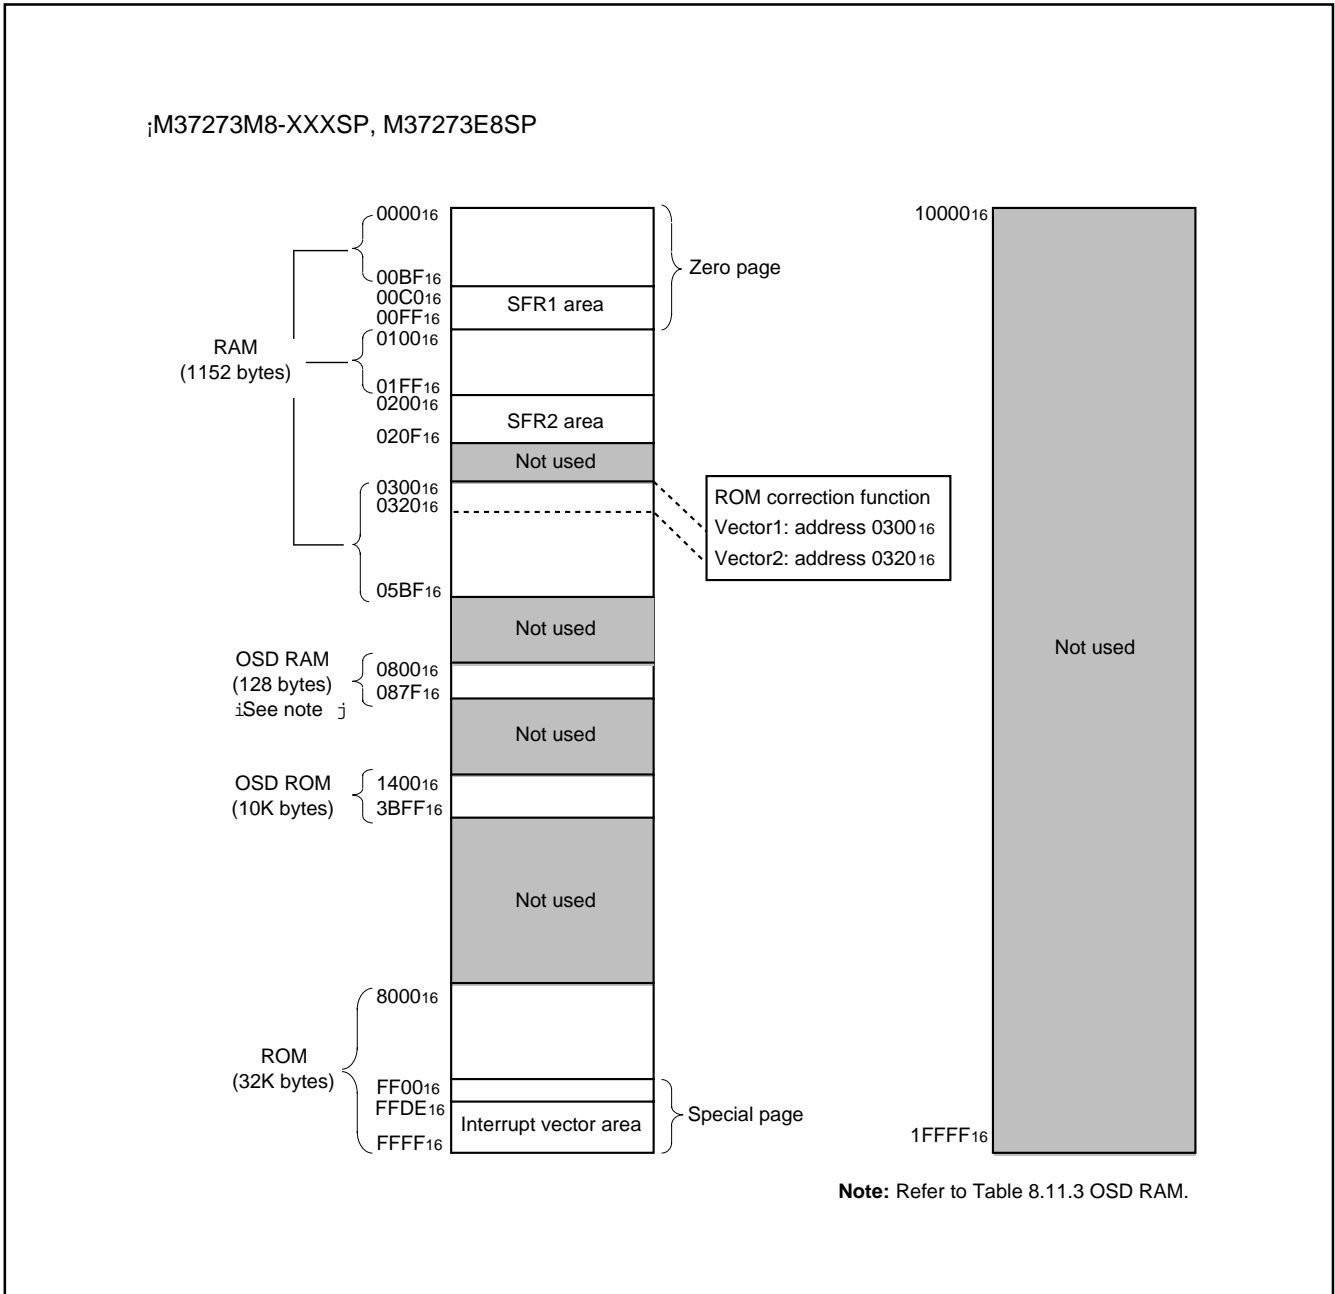 ¡M37273M8-XXXSP, M37273E8SP
000016
00BF16
00C016
00FF16
010016
01FF16
020016
020F16
030016
032016
05BF16
080016
087F16
140016
3BFF16
800016
FF0016
FFDE16
FFFF16
RAM
(1152 bytes)
OSD RAM
(128 bytes)
iSee note j
OSD ROM
(10K bytes)
ROM
(32K bytes)
SFR1 area
SFR2 area
Not used
Not used
Not used
Not used
Interrupt vector area
Zero page
ROM correction function
Vector1: address 030016
Vector2: address 032016
Special page
1000016
Not used
1FFFF16
Note: Refer to Table 8.11.3 OSD RAM.